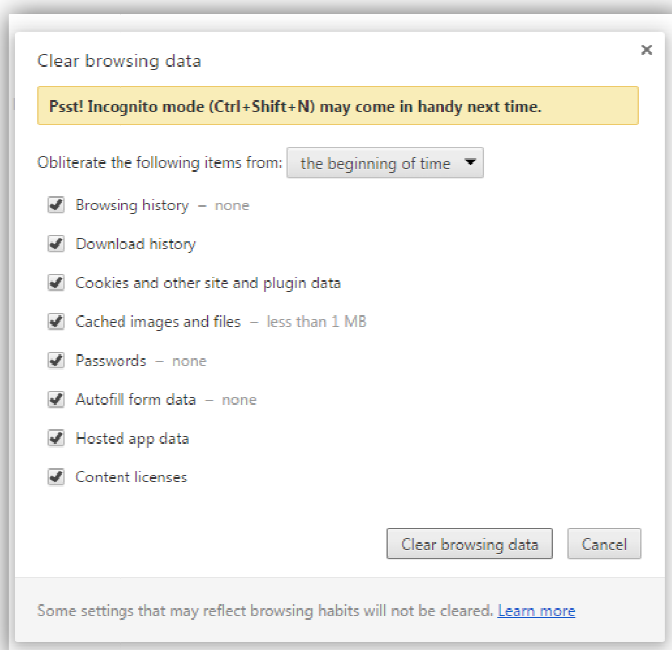 Clear browsing data
Psst! Incognito mode (Ctrl+Shift+N) may come in handy next time.
Obliterate the following items from: the beginning of time
Browsing history – none
Download history
Cookies and other site and plugin data
Cached images and files – less than 1 MB
Passwords – none
Autofill form data – none
Hosted app data
Content licenses
Clear browsing data Cancel
Some settings that may reflect browsing habits will not be cleared. Learn more